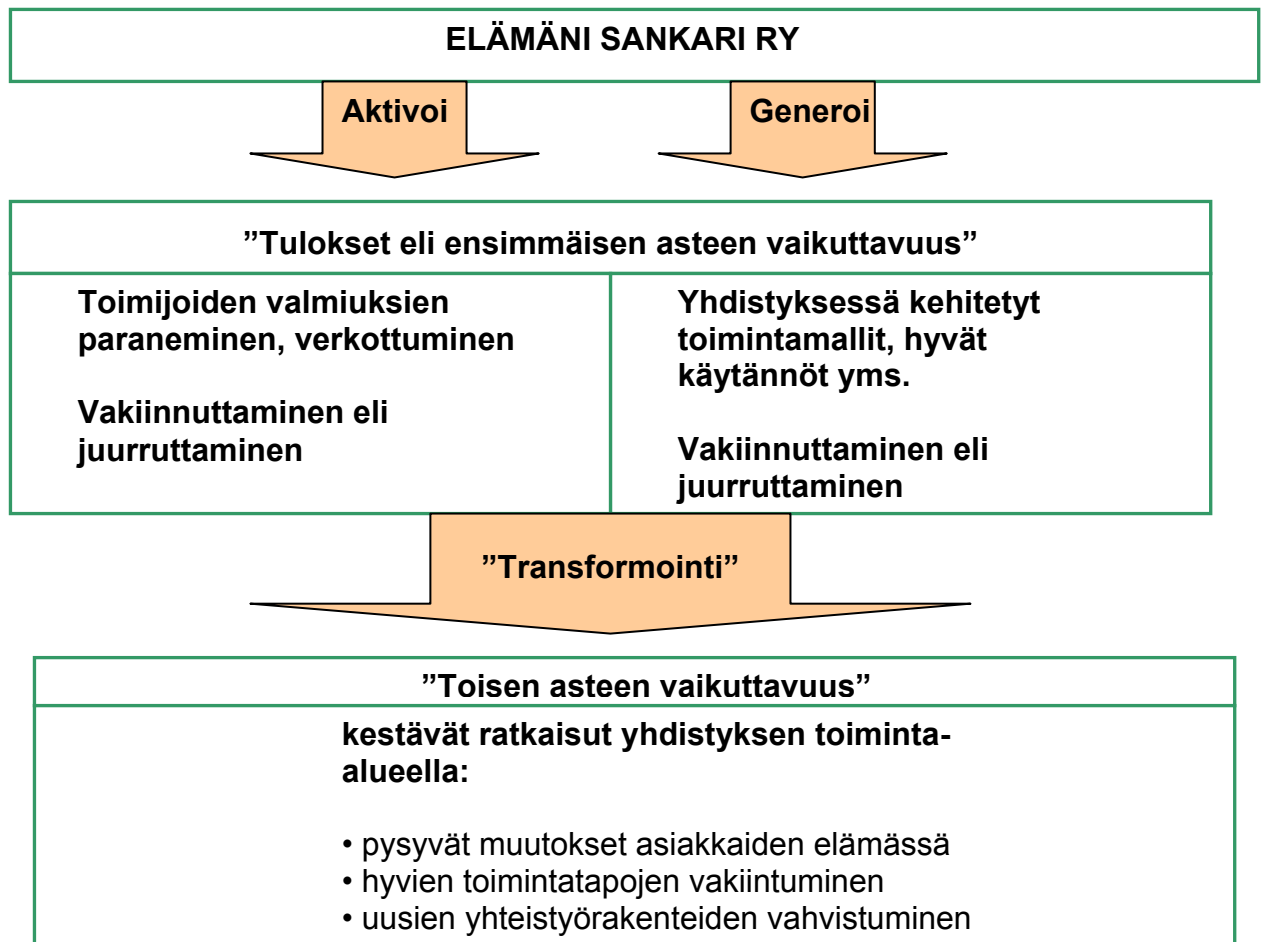 ELÄMÄNI SANKARI RY
Aktivoi
Generoi
”Tulokset eli ensimmäisen asteen vaikuttavuus”
Toimijoiden valmiuksien
paraneminen, verkottuminen
Vakiinnuttaminen eli
juurruttaminen
Yhdistyksessä kehitetyt
toimintamallit, hyvät
käytännöt yms.
Vakiinnuttaminen eli
juurruttaminen
”Transformointi”
”Toisen asteen vaikuttavuus”
kestävät ratkaisut yhdistyksen toiminta-
alueella:
• pysyvät muutokset asiakkaiden elämässä
• hyvien toimintatapojen vakiintuminen
• uusien yhteistyörakenteiden vahvistuminen